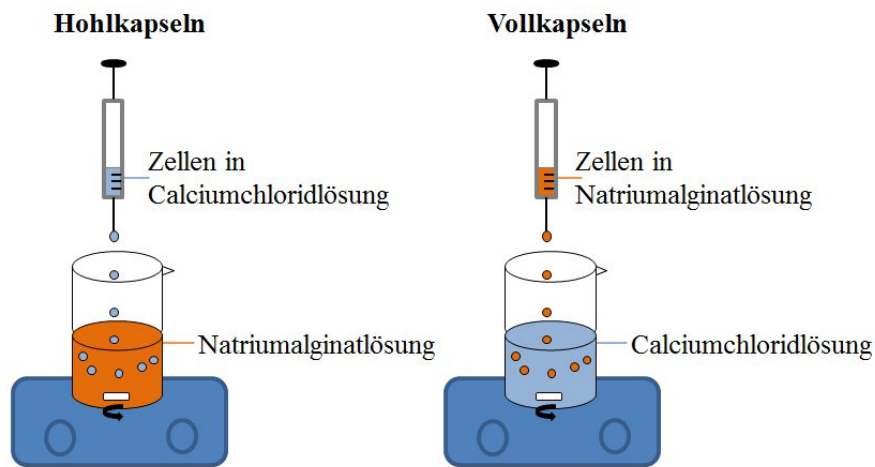 Hohlkapseln
Zellen in
Calciumchloridlösung
Natriumalginatlösung
Vollkapseln
Zellen in
Natriumalginatlösung
Calciumchloridlösung